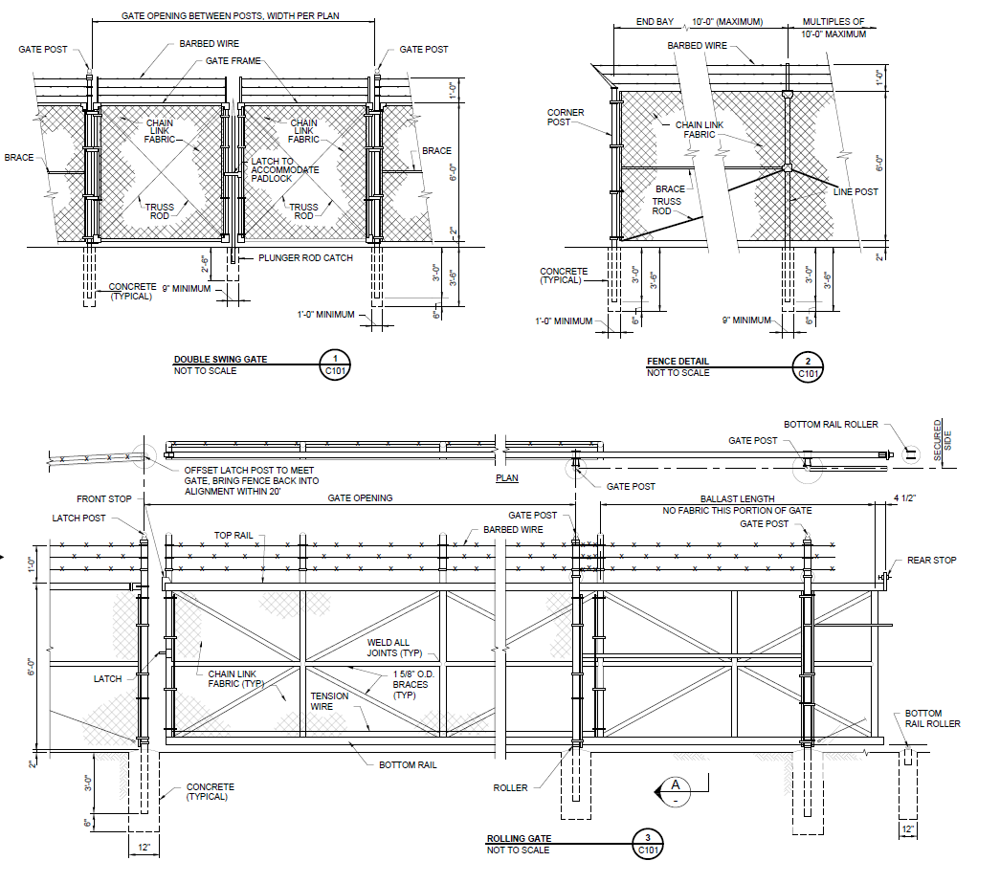 GATE OPENING BETWEEN POSTS, WIDTH PER PLAN
GATE POST
BARBED WIRE
GATE FRAME
GATE POST
1'-0"
CHAIN
LINK
FABRIC
CHAIN
LINK
FABRIC
BRACE
BRACE
LATCH TO
ACCOMMODATE
PADLOCK
6'-0"
TRUSS
ROD
TRUSS
ROD
2"
2'-6"
PLUNGER ROD CATCH
3'-0"
3'-6"
CONCRETE
(TYPICAL)
9" MINIMUM
1'-0" MINIMUM
6"
DOUBLE SWING GATE
NOT TO SCALE
1
C101
END BAY
10'-0" (MAXIMUM)
MULTIPLES OF
10'-0" MAXIMUM
BARBED WIRE
1'-0"
CORNER
POST
CHAIN LINK
FABRIC
6'-0"
BRACE
TRUSS
ROD
LINE POST
2"
CONCRETE
(TYPICAL)
3'-0"
3'-6"
3'-0"
3'-6"
1'-0" MINIMUM
6"
9" MINIMUM
6"
FENCE DETAIL
NOT TO SCALE
2
C101
BOTTOM RAIL ROLLER
SECURED
SIDE
GATE POST
OFFSET LATCH POST TO MEET
GATE, BRING FENCE BACK INTO
ALIGNMENT WITHIN 20'
PLAN
GATE POST
FRONT STOP
GATE OPENING
BALLAST LENGTH
NO FABRIC THIS PORTION OF GATE
4 1/2"
LATCH POST
TOP RAIL
GATE POST
BARBED WIRE
GATE POST
1'-0"
REAR STOP
6'-0"
WELD ALL
JOINTS (TYP)
LATCH
CHAIN LINK
FABRIC (TYP)
1 5/8" O.D.
BRACES
(TYP)
TENSION
WIRE
BOTTOM
RAIL ROLLER
2"
BOTTOM RAIL
3'-0"
CONCRETE
(TYPICAL)
ROLLER
A
-
6"
12"
12"
ROLLING GATE
NOT TO SCALE
3
C101